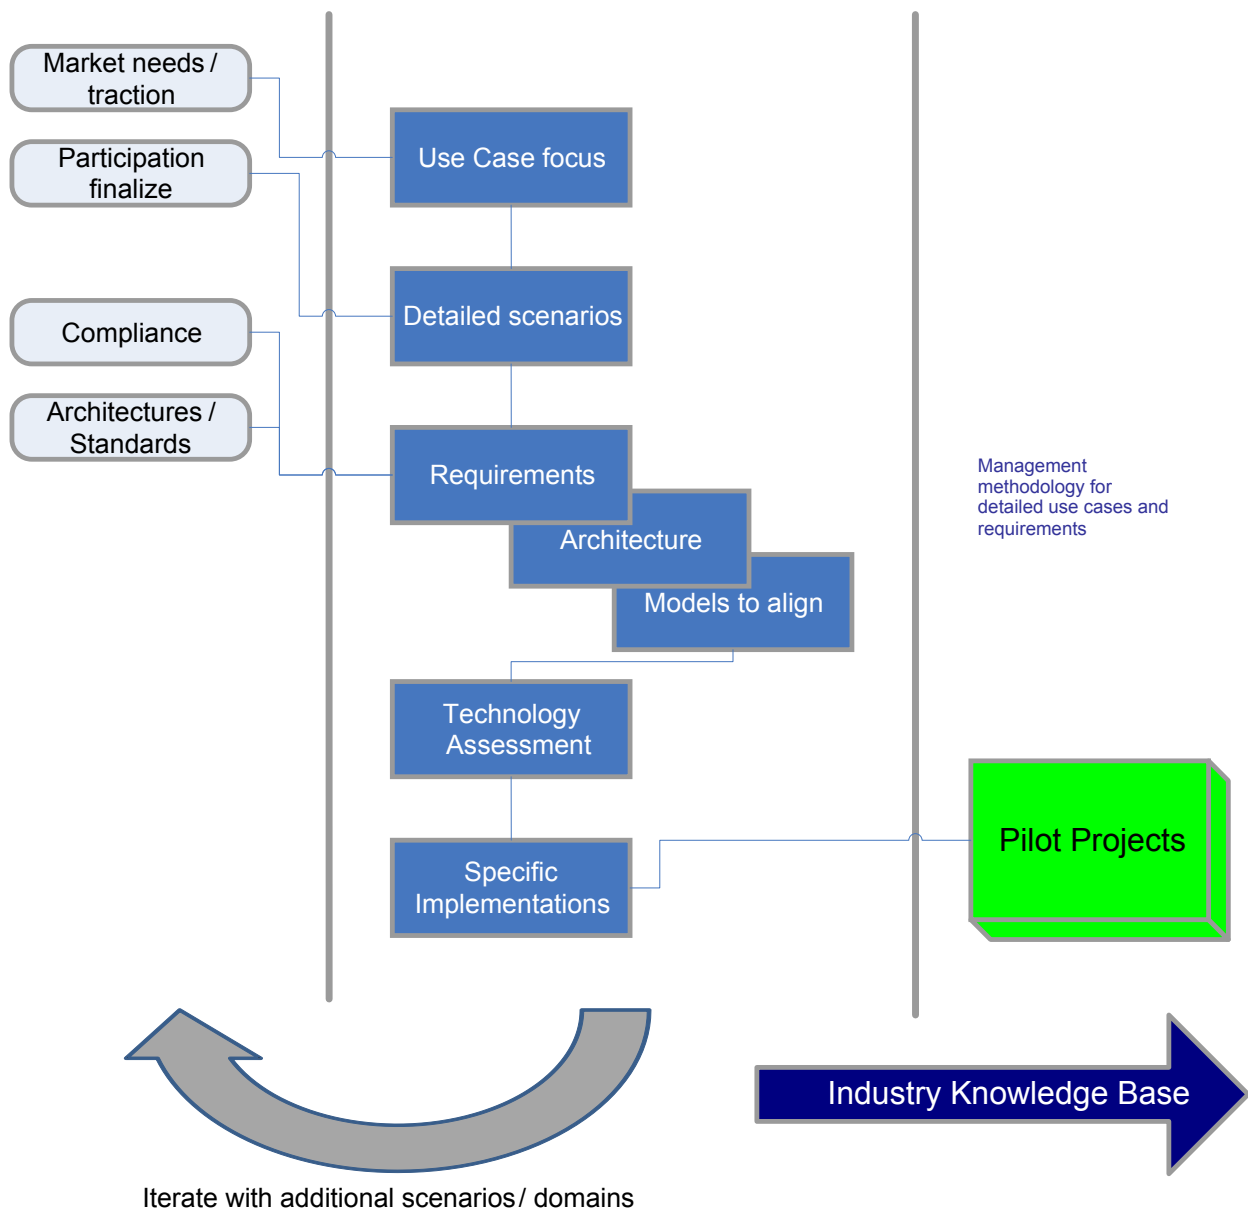 Market needs / 
traction
Participation
finalize
Compliance
Architectures /
Standards
Use Case focus
Detailed scenarios
Requirements
Architecture
Models to align
Technology
Assessment
Specific
Implementations
Management
methodology for
detailed use cases and
requirements
Pilot Projects
Industry Knowledge Base
Iterate with additional scenarios / domains